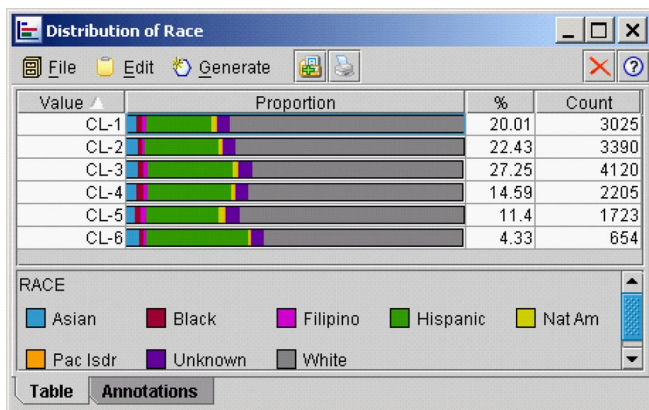 Distribution of Race
File Edit Generate
Value Proportion % Count
CL-1 20.01 3025
CL-2 22.43 3390
CL-3 27.25 4120
CL-4 14.59 2205
CL-5 11.4 1723
CL-6 4.33 654
RACE
Asian Black Filipino Hispanic Nat Am
Pac Isdr Unknown White
Table Annotations